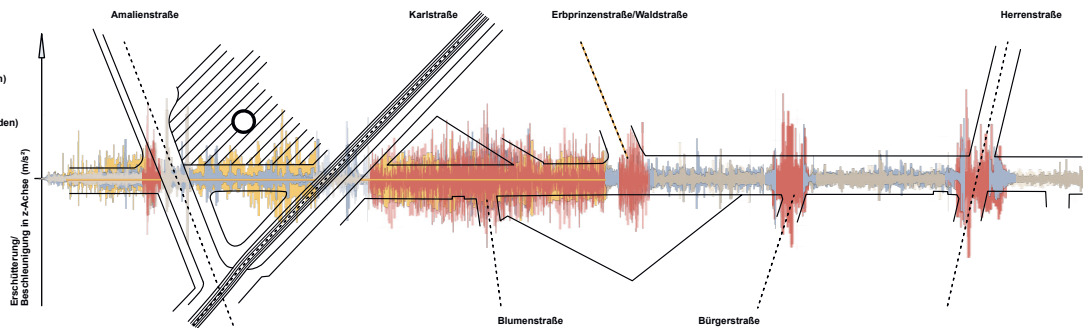 Amalienstraße
Karlstraße
Erbprinzenstraße/Waldstraße
Herrenstraße
Erschütterung/
Beschleunigung in z-Achse (m/s²)
Blumenstraße
Bürgerstraße